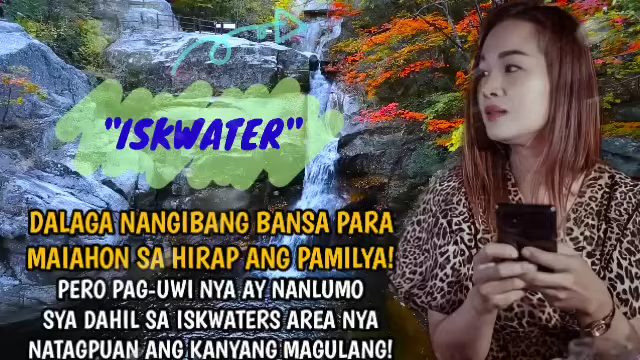 "ISKWATER"
DALAGA NANGIBANG BANSA PARA
MAIAHON SA HIRAP ANG PAMILYA!
PERO PAG-UWI NYA AY NANLUMO
SYA DAHIL SA ISKWATERS AREA NYA
NATAGPUAN ANG KANYANG MAGULANG!